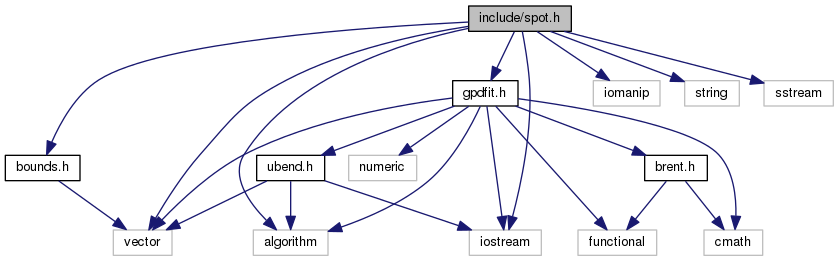 include/spot.h
gpdfit.h
iomanip
string
sstream
bounds.h
ubend.h
numeric
brent.h
vector
algorithm
iostream
functional
cmath